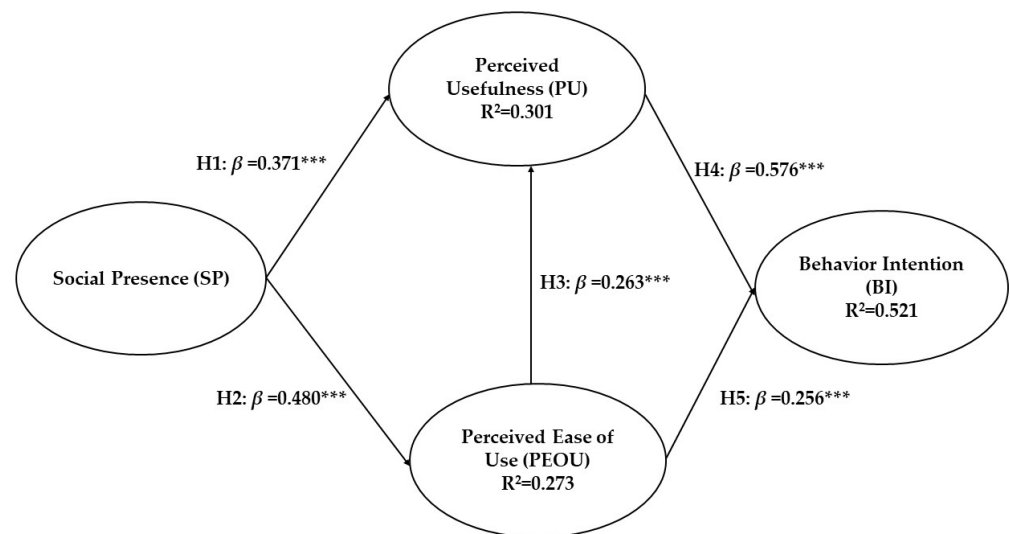 Perceived
Usefulness (PU)
R²=0.301
H1: β =0.371***
H4: β =0.576***
Social Presence (SP)
H3: β =0.263***
Behavior Intention
(BI)
R²=0.521
H2: β =0.480***
H5: β =0.256***
Perceived Ease of
Use (PEOU)
R²=0.273